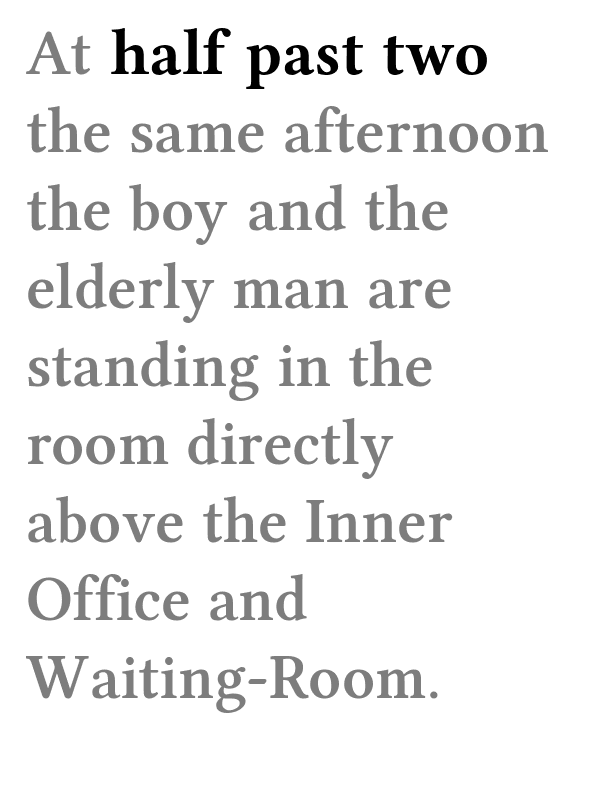 At half past two
the same afternoon
the boy and the
elderly man are
standing in the
room directly
above the Inner
Office and
Waiting-Room.